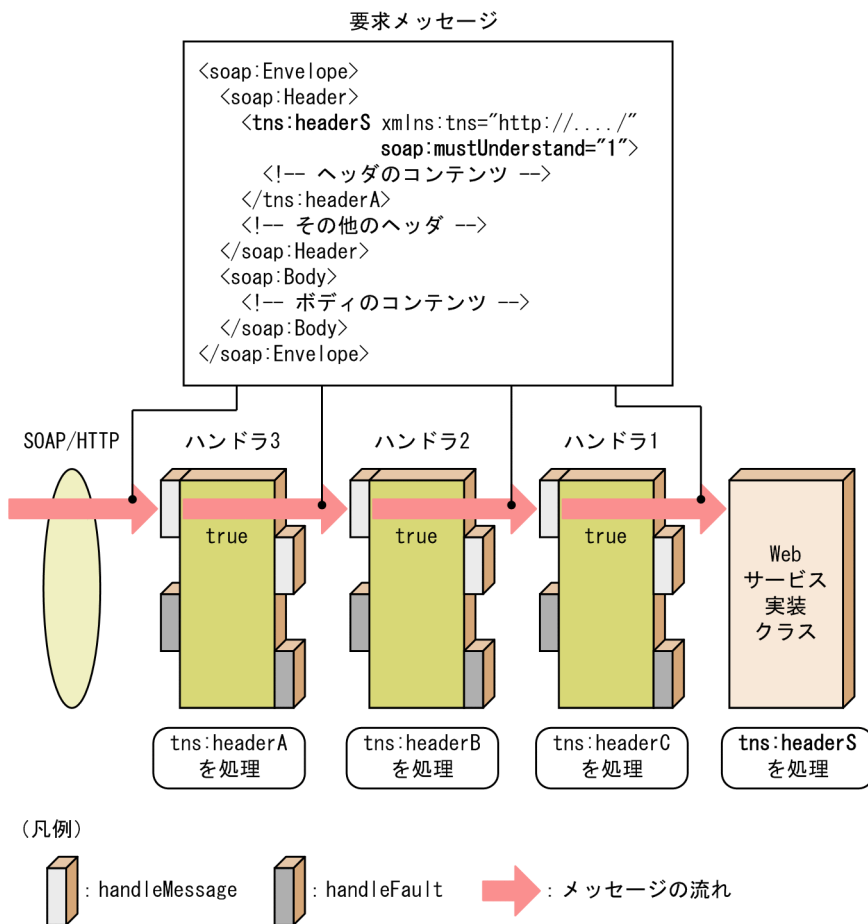 要求メッセージ
<soap:Envelope>
<soap:Header>
<tns:headerS xmlns:tns="http://..../"
soap:mustUnderstand="1">
<!-- ヘッダのコンテンツ -->
</tns:headerA>
<!-- その他のヘッダ -->
</soap:Header>
<soap:Body>
<!-- ボディのコンテンツ -->
</soap:Body>
</soap:Envelope>
SOAP/HTTP
ハンドラ3
ハンドラ2
ハンドラ1
true
true
true
Web
サービス
実装
クラス
tns:headerA
を処理
tns:headerB
を処理
tns:headerC
を処理
tns:headerS
を処理
(凡例)
: handleMessage
: handleFault
: メッセージの流れ